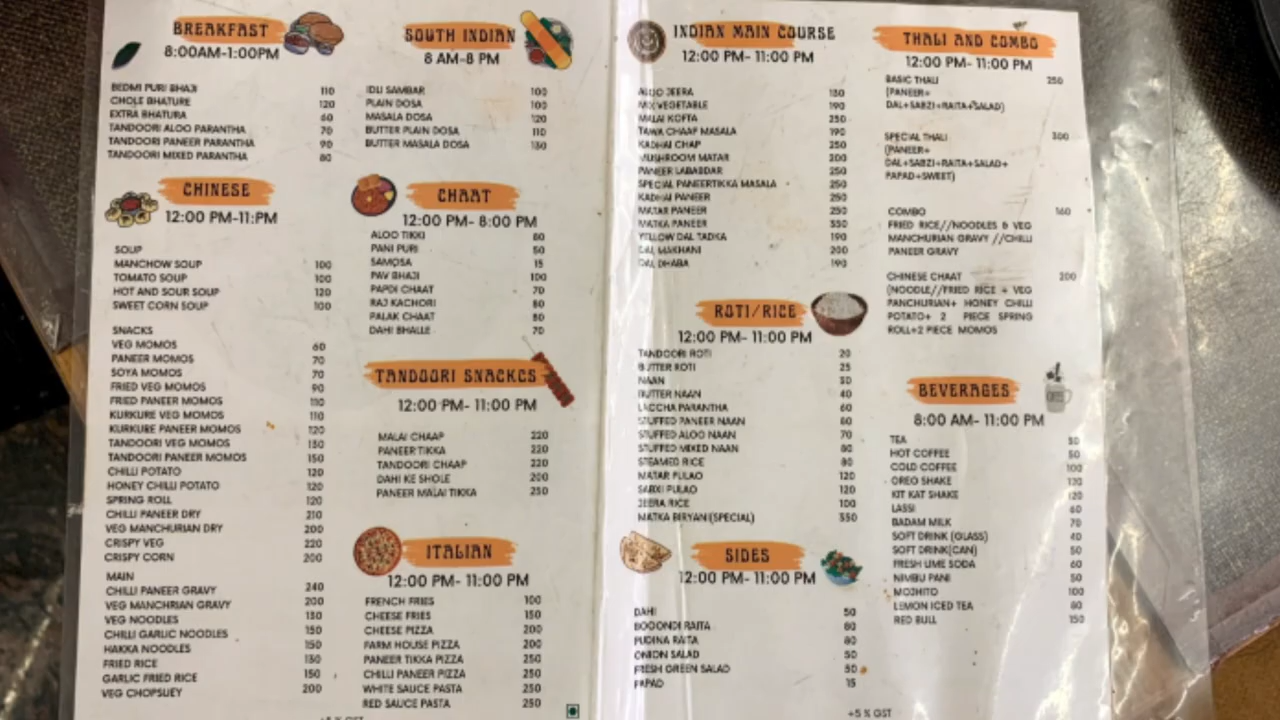 BREAKFAST
8:00AM-1:00PM
BEDMI PURI BHAJI 110
CHOLE BHATURE 120
EXTRA BHATURA 60
TANDOORI ALOO PARANTHA 70
TANDOORI PANEER PARANTHA 90
TANDOORI MIXED PARANTHA 80
CHINESE
12:00 PM-11:PM
SOUP
MANCHOW SOUP 100
TOMATO SOUP 100
HOT AND SOUR SOUP 120
SWEET CORN SOUP 100
SNACKS
VEG MOMOS 60
PANEER MOMOS 70
SOYA MOMOS 70
FRIED VEG MOMOS 90
FRIED PANEER MOMOS 110
KURKURE VEG MOMOS 110
KURKURE PANEER MOMOS 120
TANDOORI VEG MOMOS 130
TANDOORI PANEER MOMOS 150
CHILLI POTATO 120
HONEY CHILLI POTATO 120
SPRING ROLL 120
CHILLI PANEER DRY 210
VEG MANCHURIAN DRY 200
CRISPY VEG 220
CRISPY CORN 200
MAIN
CHILLI PANEER GRAVY 240
VEG MANCHRIAN GRAVY 200
VEG NOODLES 130
CHILLI GARLIC NOODLES 150
HAKKA NOODLES 150
FRIED RICE 130
GARLIC FRIED RICE 150
VEG CHOPSUEY 200
SOUTH INDIAN
8 AM-8 PM
IDLI SAMBAR 100
PLAIN DOSA 100
MASALA DOSA 120
BUTTER PLAIN DOSA 110
BUTTER MASALA DOSA 130
CHAAT
12:00 PM- 8:00 PM
ALOO TIKKI 60
PANI PURI 50
SAMOSA 15
PAV BHAJI 100
PAPDI CHAAT 70
RAJ KACHORI 80
PALAK CHAAT 80
DAHI BHALLE 70
TANDOORI SNACKCS
12:00 PM- 11:00 PM
MALAI CHAAP 220
PANEER TIKKA 220
TANDOORI CHAAP 220
DAHI KE SHOLE 200
PANEER MALAI TIKKA 250
ITALIAN
12:00 PM- 11:00 PM
FRENCH FRIES 100
CHEESE FRIES 150
CHEESE PIZZA 200
FARM HOUSE PIZZA 200
PANEER TIKKA PIZZA 250
CHILLI PANEER PIZZA 250
WHITE SAUCE PASTA 250
RED SAUCE PASTA 250
+5 % GST
INDIAN MAIN COURSE
12:00 PM- 11:00 PM
ALOO JEERA
MIX VEGETABLE 190
MALAI KOFTA 250
TAWA CHAAP MASALA 190
KADHAI CHAP 250
MUSHROOM MATAR 200
PANEER LABABDAR 250
SPECIAL PANEERTIKKA MASALA 250
KADHAI PANEER 250
MATAR PANEER 250
MATKA PANEER 350
YELLOW DAL TADKA 190
DAL MAKHANI 200
DAL DHABA 190
ROTI/RICE
12:00 PM- 11:00 PM
TANDOORI ROTI 20
BUTTER ROTI 25
NAAN 30
BUTTER NAAN 40
LACCHA PARANTHA 60
STUFFED PANEER NAAN
STUFFED ALOO NAAN 70
STUFFED MIXED NAAN 80
STEAMED RICE 80
MATAR PULAO 120
SABXI PULAO 120
JEERA RICE 100
MATKA BIRYANI(SPECIAL) 350
SIDES
12:00 PM- 11:00 PM
DAHI 50
BOOONDI RAITA
PUDINA RAITA 80
ONION SALAD 50
FRESH GREEN SALAD 50
PAPAD 15
THALI AND COMBO
12:00 PM- 11:00 PM
BASIC THALI 250
(PANEER+
DAL+SABZI+RAITA+SALAD)
SPECIAL THALI 300
(PANEER+
DAL+SABZI+RAITA+SALAD+
PAPAD+SWEET)
COMBO 160
FRIED RICE//NOODLES & VEG
MANCHURIAN GRAVY //CHILLI
PANEER GRAVY
CHINESE CHAAT 200
(NOODLE//FRIED RICE + VEG
PANCHURIAN+ HONEY CHILLI
POTATO+ 2 PIECE SPRING
ROLL+2 PIECE MOMOS
BEVERAGES
8:00 AM- 11:00 PM
TEA
HOT COFFEE 50
COLD COFFEE 100
OREO SHAKE 120
KIT KAT SHAKE 120
LASSI 60
BADAM MILK 70
SOFT DRINK (GLASS) 40
SOFT DRINK(CAN) 50
FRESH LIME SODA 60
NIMBU PANI 50
MOJHITO 100
LEMON ICED TEA 80
RED BULL 150
+5 % GST